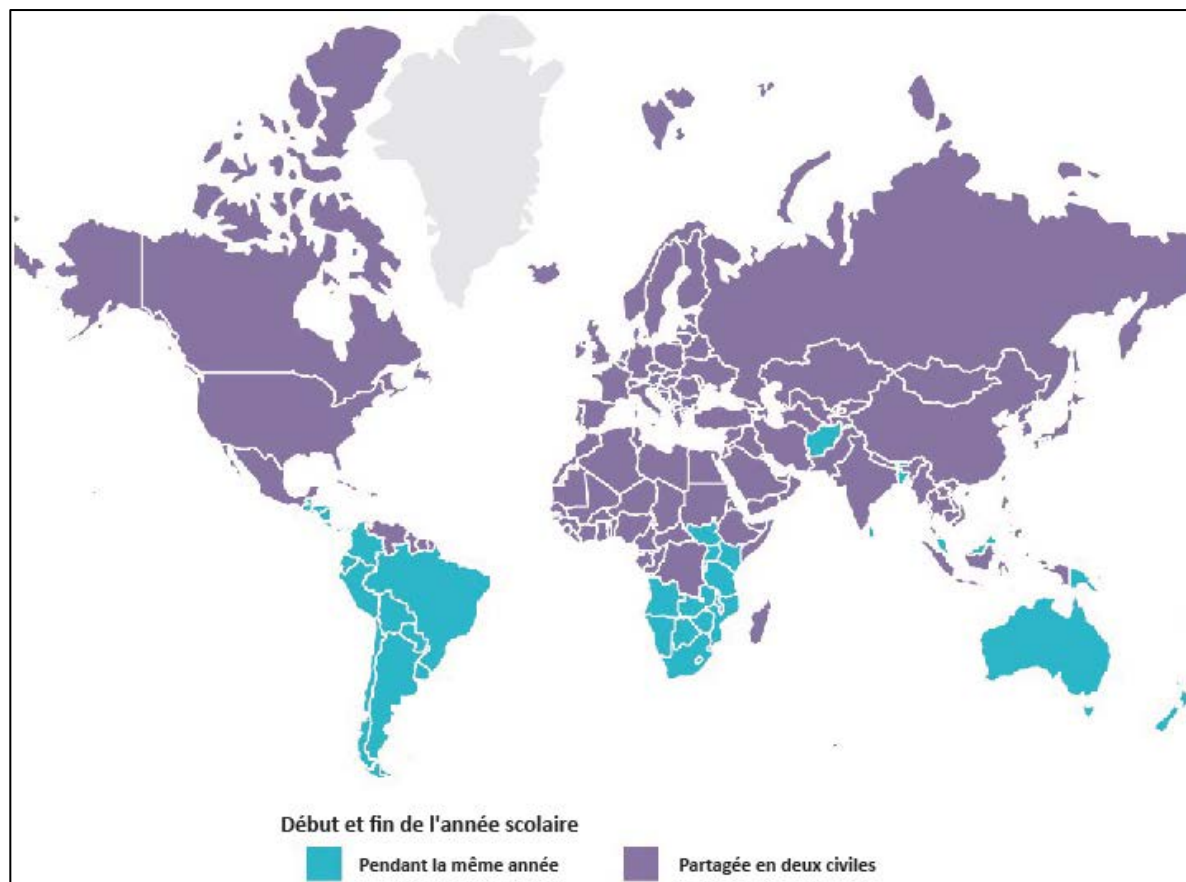 Début et fin de l'année scolaire
Pendant la même année
Partagée en deux civiles